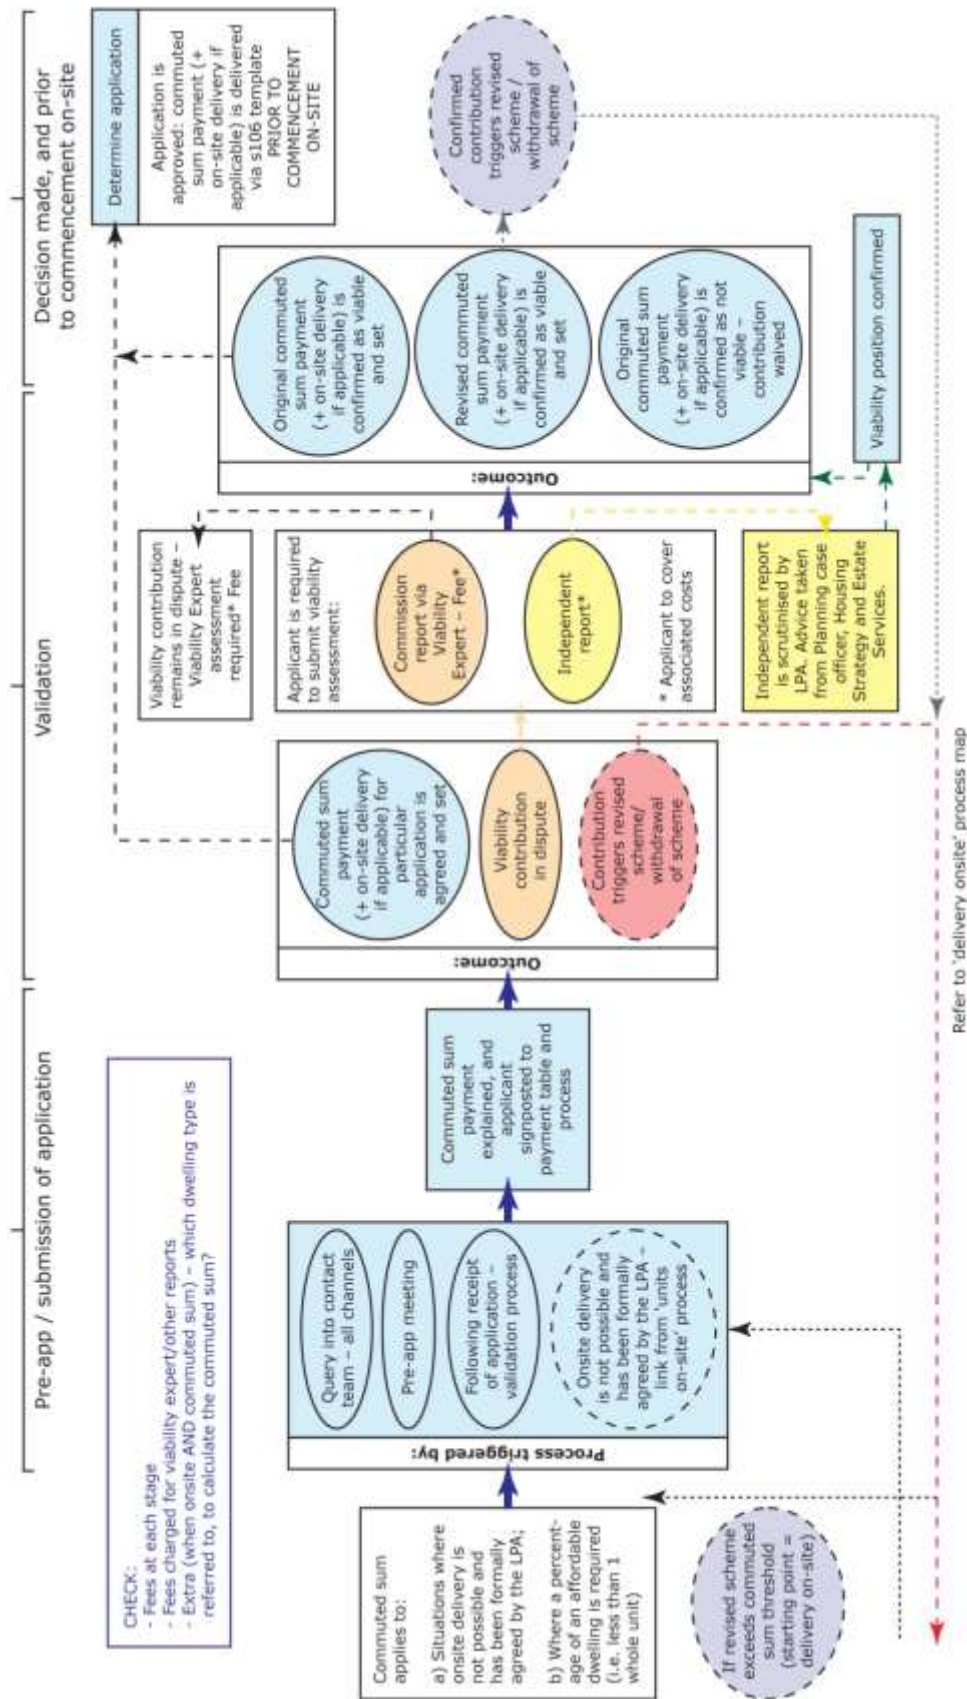 Pre-app / submission of application
Validation
Decision made, and prior
to commencement on-site
CHECK:
- Fees at each stage
- Fees charged for viability expert/other reports
- Extra (when onsite AND commuted sum) – which dwelling type is
referred to, to calculate the commuted sum?
Commuted sum
applies to:
a) Situations where
onsite delivery is
not possible and
has been formally
agreed by the LPA;
b) Where a percent-
age of an affordable
dwelling is required
(i.e. less than 1
whole unit)
If revised scheme
exceeds commuted
sum threshold
(starting point =
delivery on-site)
Process triggered by:
Query into contact
team – all channels
Pre-app meeting
Following receipt
of application –
validation process
Onsite delivery
is not possible and
has been formally
agreed by the LPA –
link from 'units
on-site' process
Commuted sum
payment
explained, and
applicant
signposted to
payment table and
process
Outcome:
Commuted sum
payment
(+ on-site delivery
if applicable) for
particular
application is
agreed and set
Viability
contribution
in dispute
Contribution
triggers revised
scheme/
withdrawal
of scheme
Viability contribution
remains in dispute –
Viability Expert
assessment
required* Fee
Applicant is required
to submit viability
assessment:
Commission
report via
Viability
Expert – Fee*
Independent
report*
* Applicant to cover
associated costs
Independent report
is scrutinised by
LPA. Advice taken
from Planning case
officer, Housing
Strategy and Estate
Services.
Outcome:
Original commuted
sum payment
(+ on-site delivery
if applicable) is
confirmed as viable
and set
Revised commuted
sum payment
(+ on-site delivery
if applicable) is
confirmed as viable
and set
Original
commuted sum
payment
(+ on-site delivery
if applicable) is
confirmed as not
viable –
contribution
waived
Viability position confirmed
Determine application
Application is
approved: commuted
sum payment (+
on-site delivery if
applicable) is delivered
via s106 template
PRIOR TO
COMMENCEMENT
ON-SITE
Confirmed
contribution
triggers revised
scheme /
withdrawal of
scheme
Refer to 'delivery onsite' process map